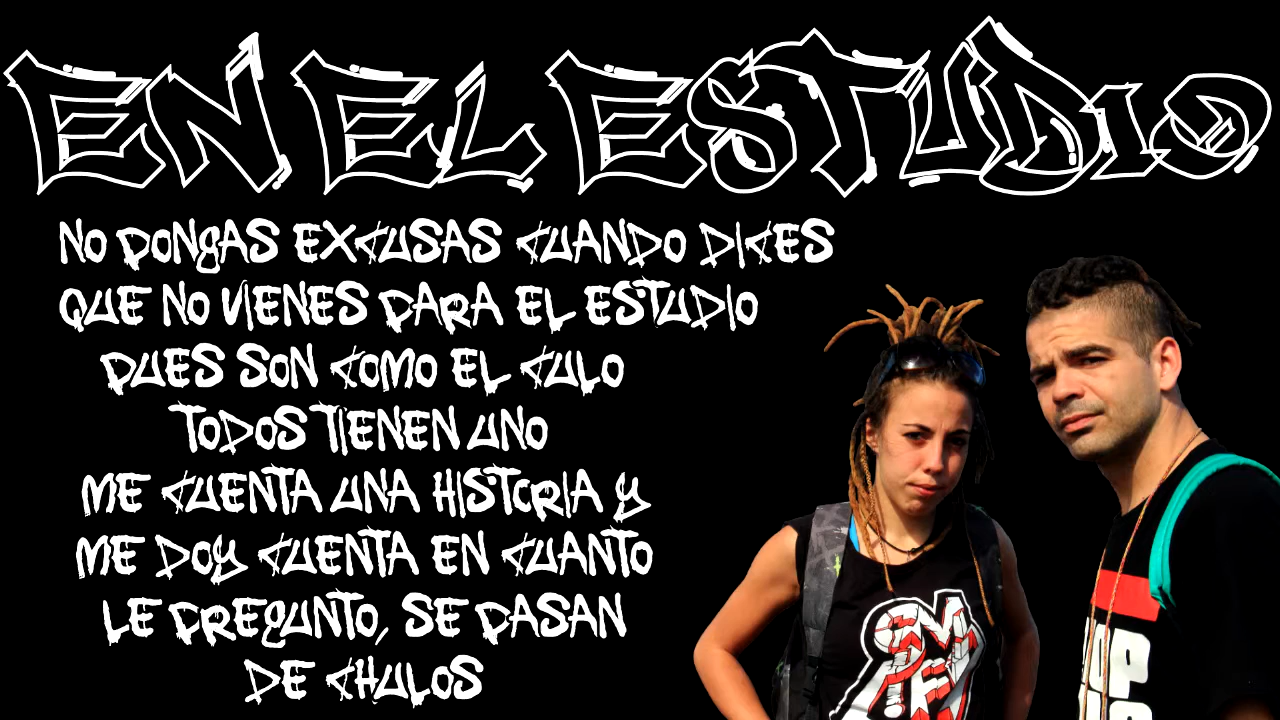 EN EL ESTUDIO
NO PONGAS EXCUSAS CUANDO DICES
QUE NO VIENES PARA EL ESTUDIO
PUES SON COMO EL CULO
TODOS TIENEN UNO
ME CUENTA UNA HISTORIA Y
ME DOY CUENTA EN CUANTO
LE PREGUNTO, SE PASAN
DE CHULOS